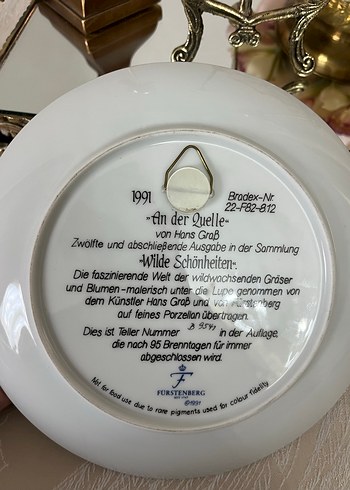 1991
Bradex-Nr.
22-F82-8.12
"An der Quelle"
von Hans Graß
Zwölfte und abschließende Ausgabe in der Sammlung
"Wilde Schönheiten".
Die faszinierende Welt der wildwachsenden Gräser
und Blumen - malerisch unter die Lupe genommen von
dem Künstler Hans Graß und von Fürstenberg
auf feines Porzellan übertragen.
Dies ist Teller Nummer in der Auflage,
die nach 95 Brenntagen für immer
abgeschlossen wird.
F
FÜRSTENBERG
©1991
Not for food use due to rare pigments used for colour fidelity